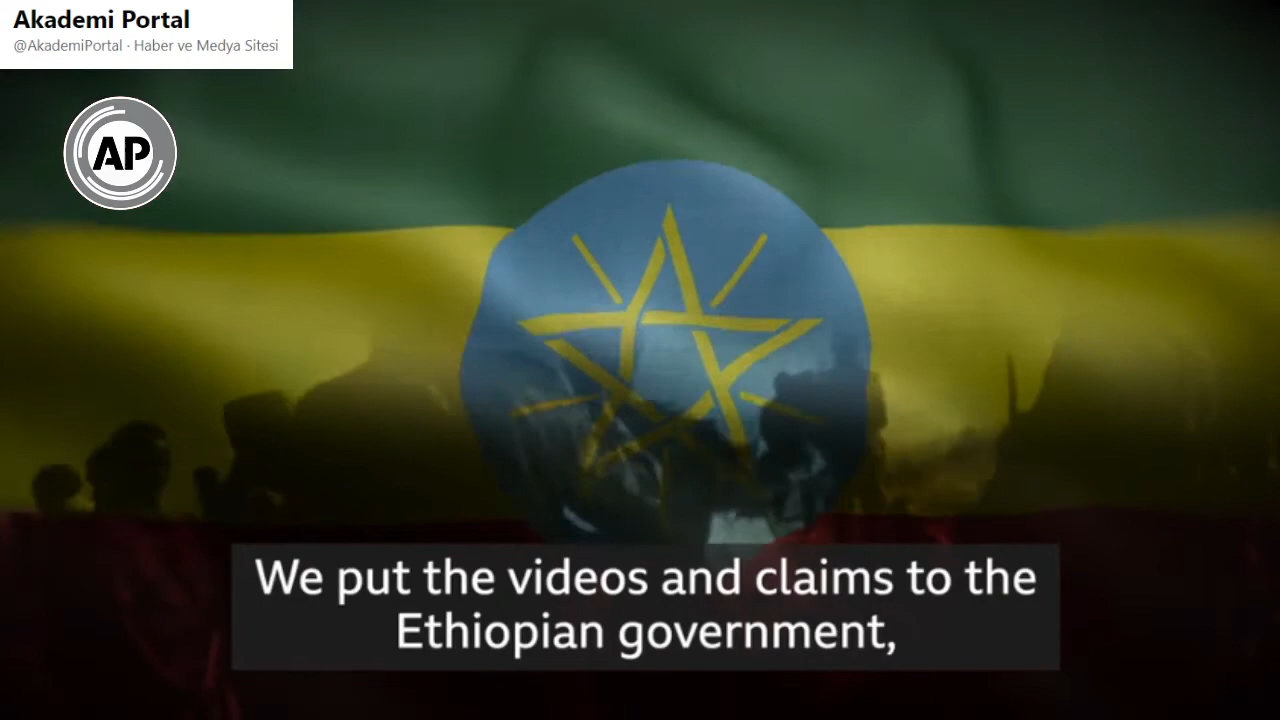 Akademi Portal
@AkademiPortal · Haber ve Medya Sitesi
AP
We put the videos and claims to the
Ethiopian government,